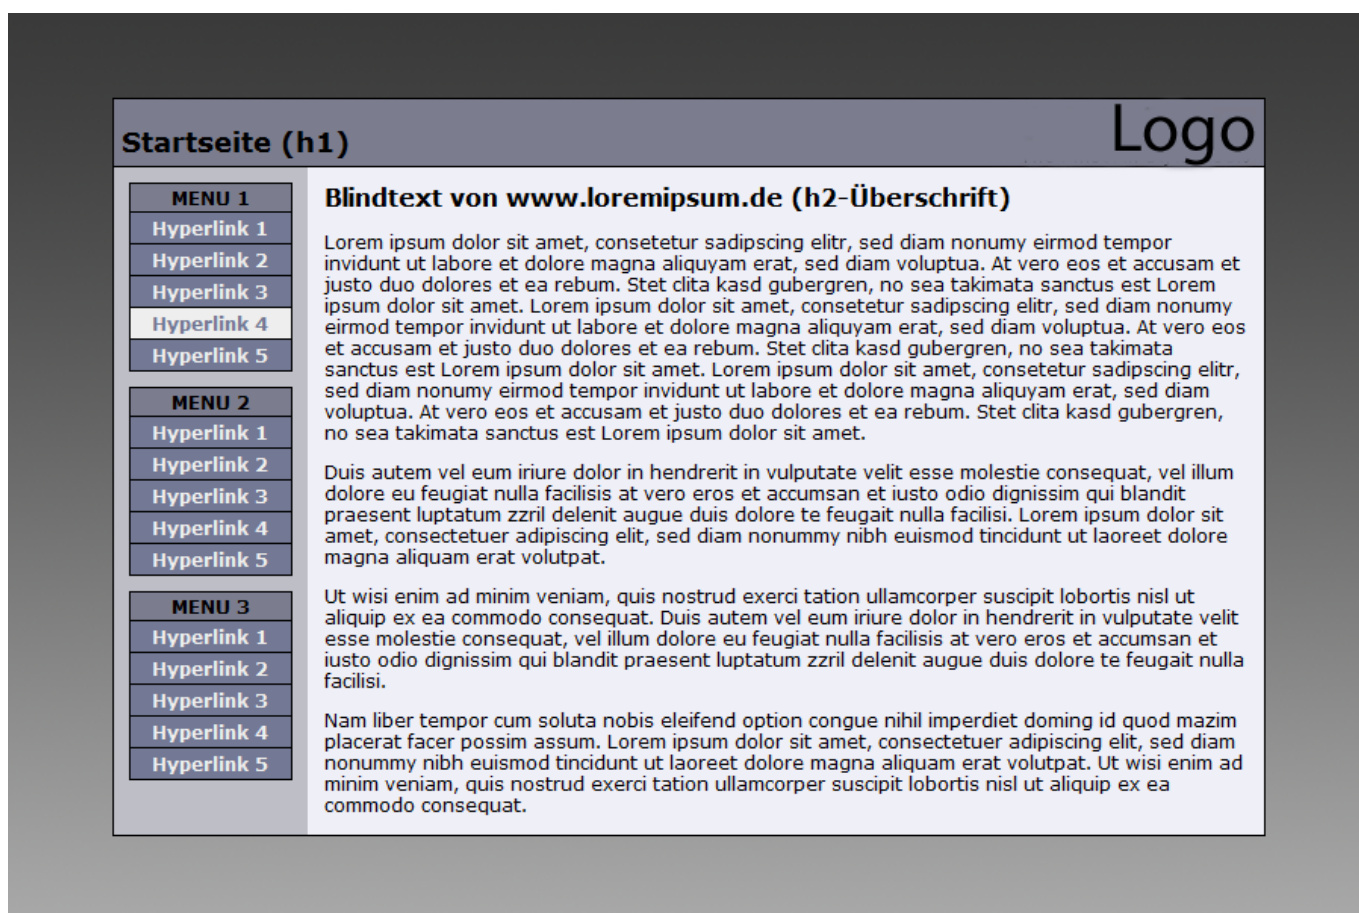 Startseite (h1)
Logo
MENU 1
Hyperlink 1
Hyperlink 2
Hyperlink 3
Hyperlink 4
Hyperlink 5
MENU 2
Hyperlink 1
Hyperlink 2
Hyperlink 3
Hyperlink 4
Hyperlink 5
MENU 3
Hyperlink 1
Hyperlink 2
Hyperlink 3
Hyperlink 4
Hyperlink 5
Blindtext von www.loremipsum.de (h2-Überschrift)
Lorem ipsum dolor sit amet, consetetur sadipscing elitr, sed diam nonumy eirmod tempor
invidunt ut labore et dolore magna aliquyam erat, sed diam voluptua. At vero eos et accusam et
justo duo dolores et ea rebum. Stet clita kasd gubergren, no sea takimata sanctus est Lorem
ipsum dolor sit amet. Lorem ipsum dolor sit amet, consetetur sadipscing elitr, sed diam nonumy
eirmod tempor invidunt ut labore et dolore magna aliquyam erat, sed diam voluptua. At vero eos
et accusam et justo duo dolores et ea rebum. Stet clita kasd gubergren, no sea takimata
sanctus est Lorem ipsum dolor sit amet. Lorem ipsum dolor sit amet, consetetur sadipscing elitr,
sed diam nonumy eirmod tempor invidunt ut labore et dolore magna aliquyam erat, sed diam
voluptua. At vero eos et accusam et justo duo dolores et ea rebum. Stet clita kasd gubergren,
no sea takimata sanctus est Lorem ipsum dolor sit amet.
Duis autem vel eum iriure dolor in hendrerit in vulputate velit esse molestie consequat, vel illum
dolore eu feugiat nulla facilisis at vero eros et accumsan et iusto odio dignissim qui blandit
praesent luptatum zzril delenit augue duis dolore te feugait nulla facilisi. Lorem ipsum dolor sit
amet, consectetuer adipiscing elit, sed diam nonummy nibh euismod tincidunt ut laoreet dolore
magna aliquam erat volutpat.
Ut wisi enim ad minim veniam, quis nostrud exerci tation ullamcorper suscipit lobortis nisl ut
aliquip ex ea commodo consequat. Duis autem vel eum iriure dolor in hendrerit in vulputate velit
esse molestie consequat, vel illum dolore eu feugiat nulla facilisis at vero eros et accumsan et
iusto odio dignissim qui blandit praesent luptatum zzril delenit augue duis dolore te feugait nulla
facilisi.
Nam liber tempor cum soluta nobis eleifend option congue nihil imperdiet doming id quod mazim
placerat facer possim assum. Lorem ipsum dolor sit amet, consectetuer adipiscing elit, sed diam
nonummy nibh euismod tincidunt ut laoreet dolore magna aliquam erat volutpat. Ut wisi enim ad
minim veniam, quis nostrud exerci tation ullamcorper suscipit lobortis nisl ut aliquip ex ea
commodo consequat.